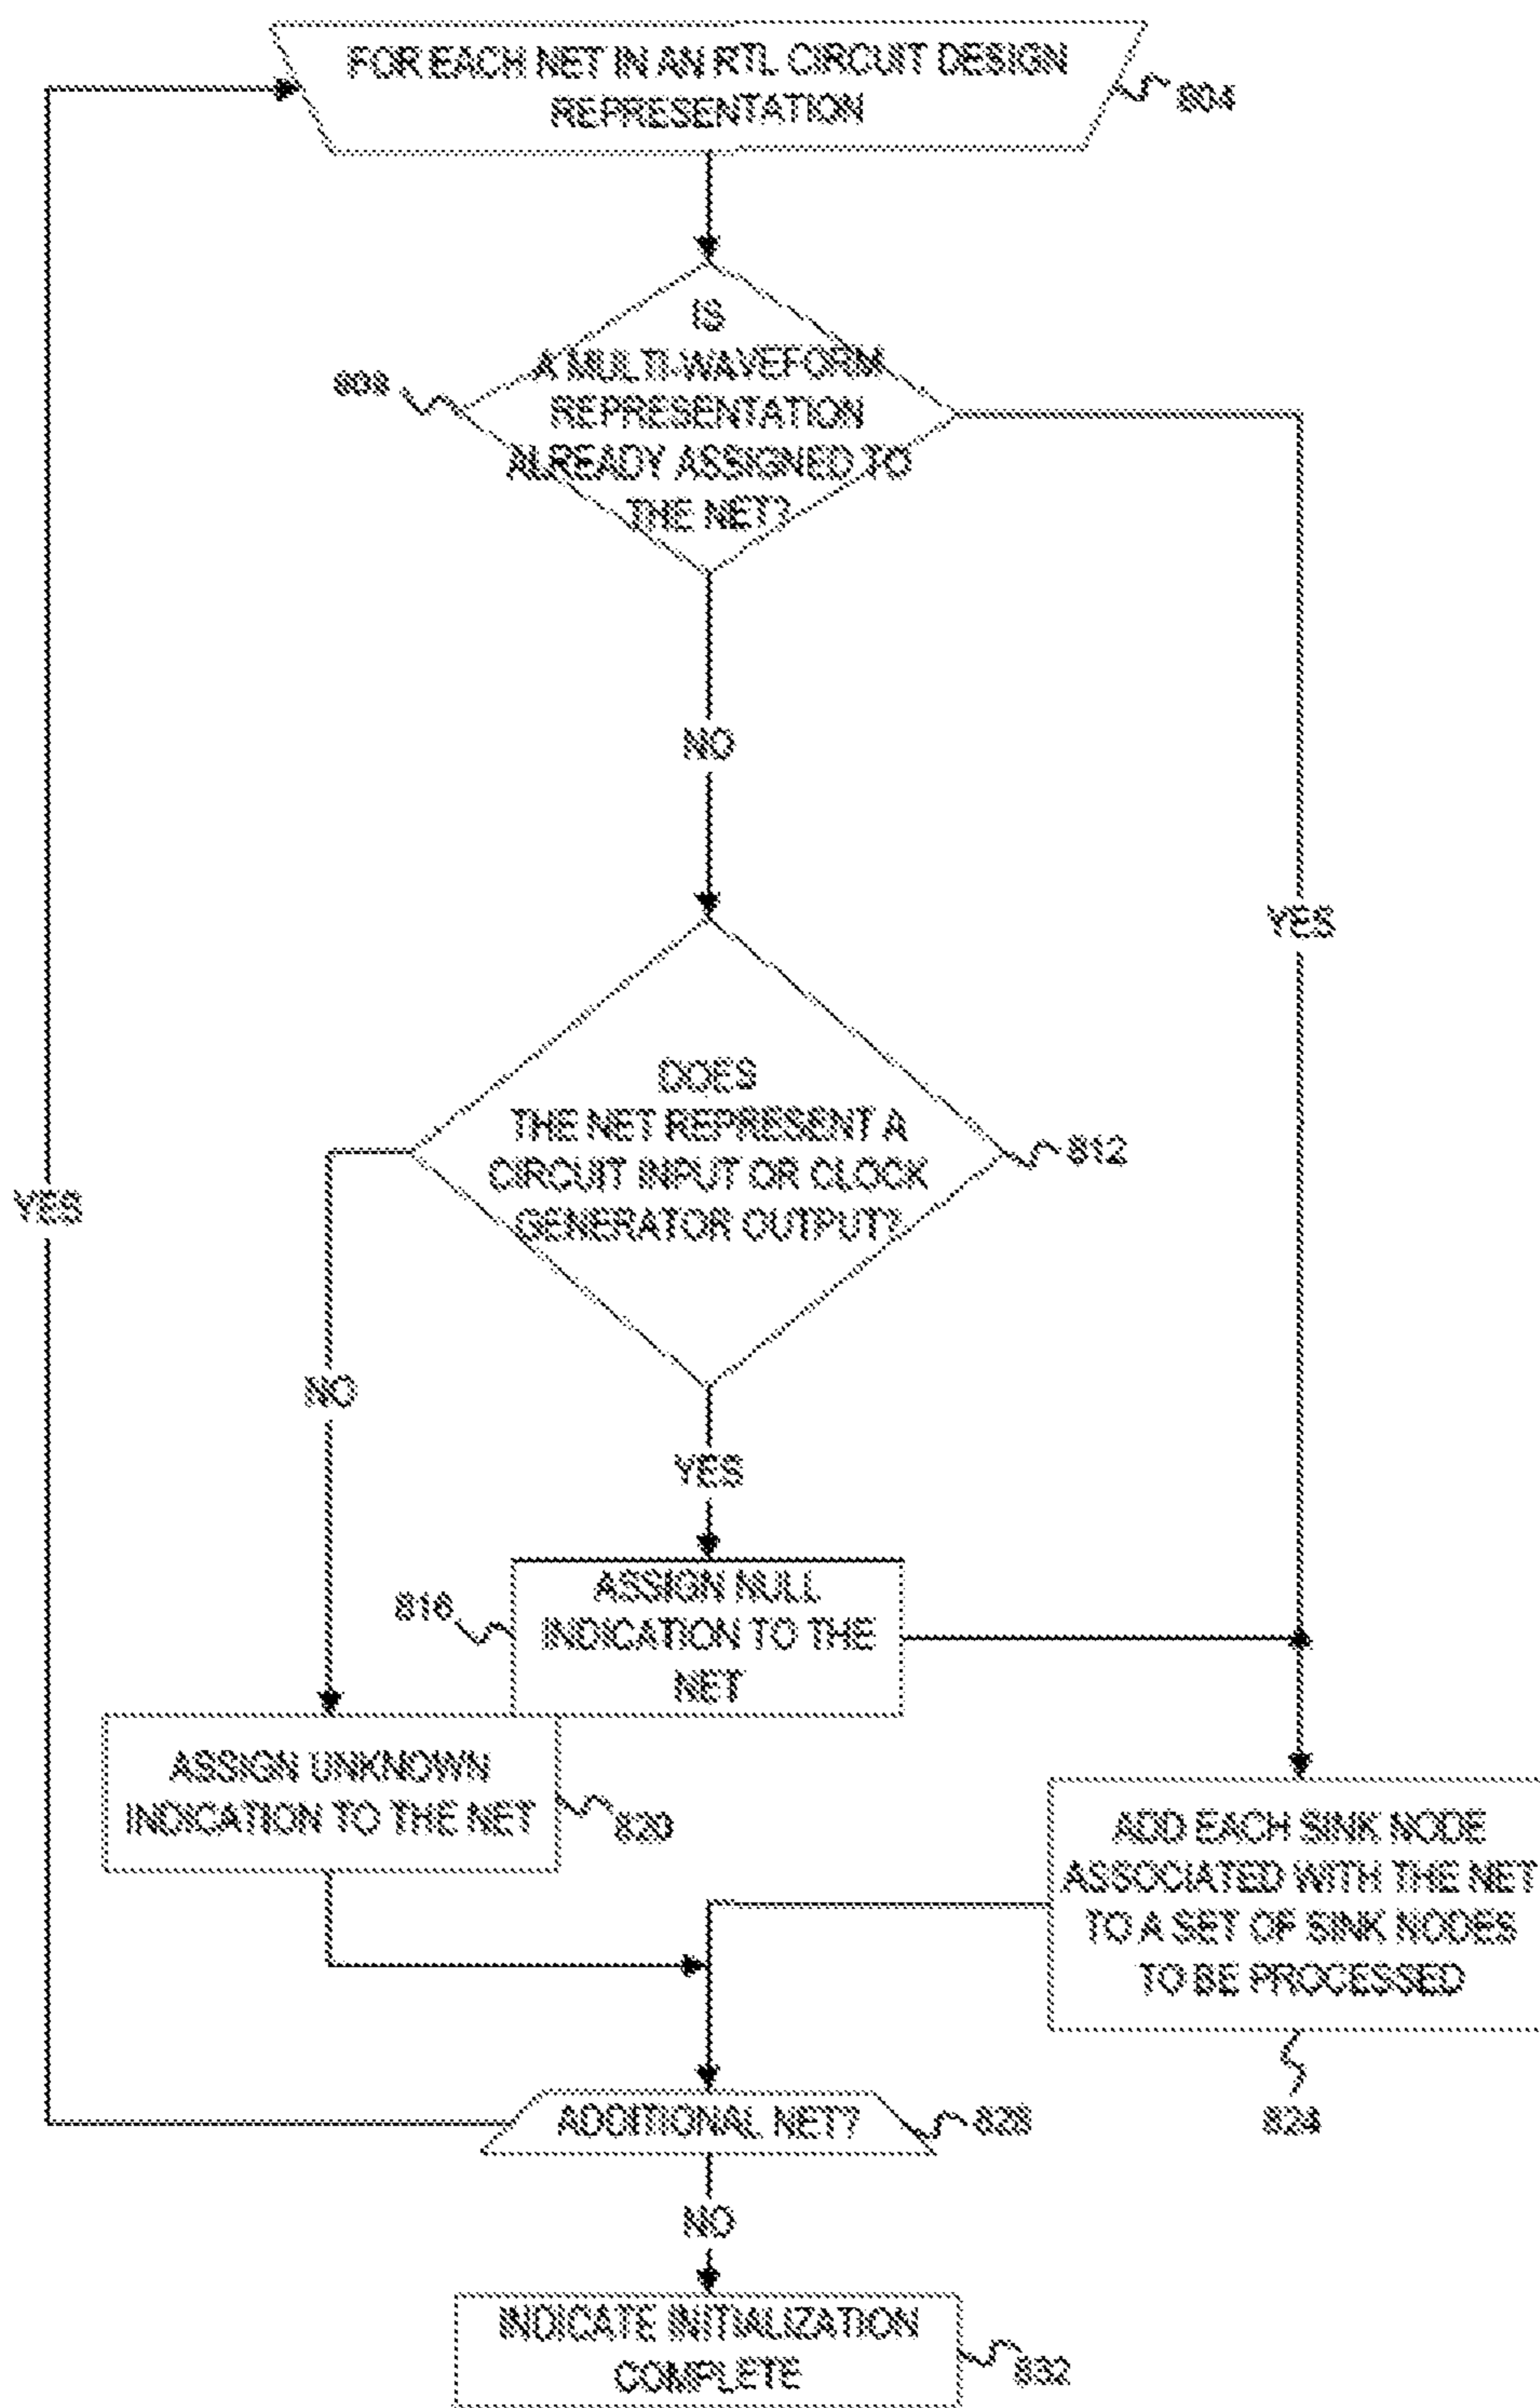 FOR EACH NET IN AN RTL CIRCUIT DESIGN
REPRESENTATION
804
IS
A MULTI-WAVEFORM
REPRESENTATION
ALREADY ASSIGNED TO
THE NET?
808
NO
YES
DOES
THE NET REPRESENT A
CIRCUIT INPUT OR CLOCK
GENERATOR OUTPUT?
812
YES
NO
YES
ASSIGN NULL
INDICATION TO THE
NET
816
ASSIGN UNKNOWN
INDICATION TO THE NET
820
ADD EACH SINK NODE
ASSOCIATED WITH THE NET
TO A SET OF SINK NODES
TO BE PROCESSED
824
ADDITIONAL NET?
828
NO
INDICATE INITIALIZATION
COMPLETE
832